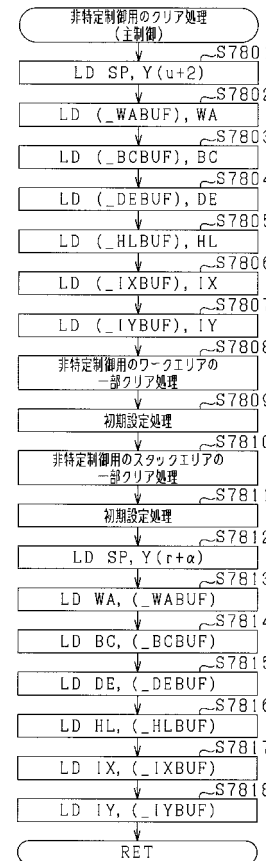 非特定制御用のクリア処理
(主制御)
S780
LD SP, Y(u+2)
S7802
LD (_WABUF), WA
S7803
LD (_BCBUF), BC
S7804
LD (_DEBUF), DE
S7805
LD (_HLBUF), HL
S7806
LD (_IXBUF), IX
S7807
LD (_IYBUF), IY
S7808
非特定制御用のワークエリアの
一部クリア処理
S7809
初期設定処理
S7810
非特定制御用のスタックエリアの
一部クリア処理
S7811
初期設定処理
S7812
LD SP, Y(r+α)
S7813
LD WA, (_WABUF)
S7814
LD BC, (_BCBUF)
S7815
LD DE, (_DEBUF)
S7816
LD HL, (_HLBUF)
S7817
LD IX, (_IXBUF)
S7818
LD IY, (_IYBUF)
RET